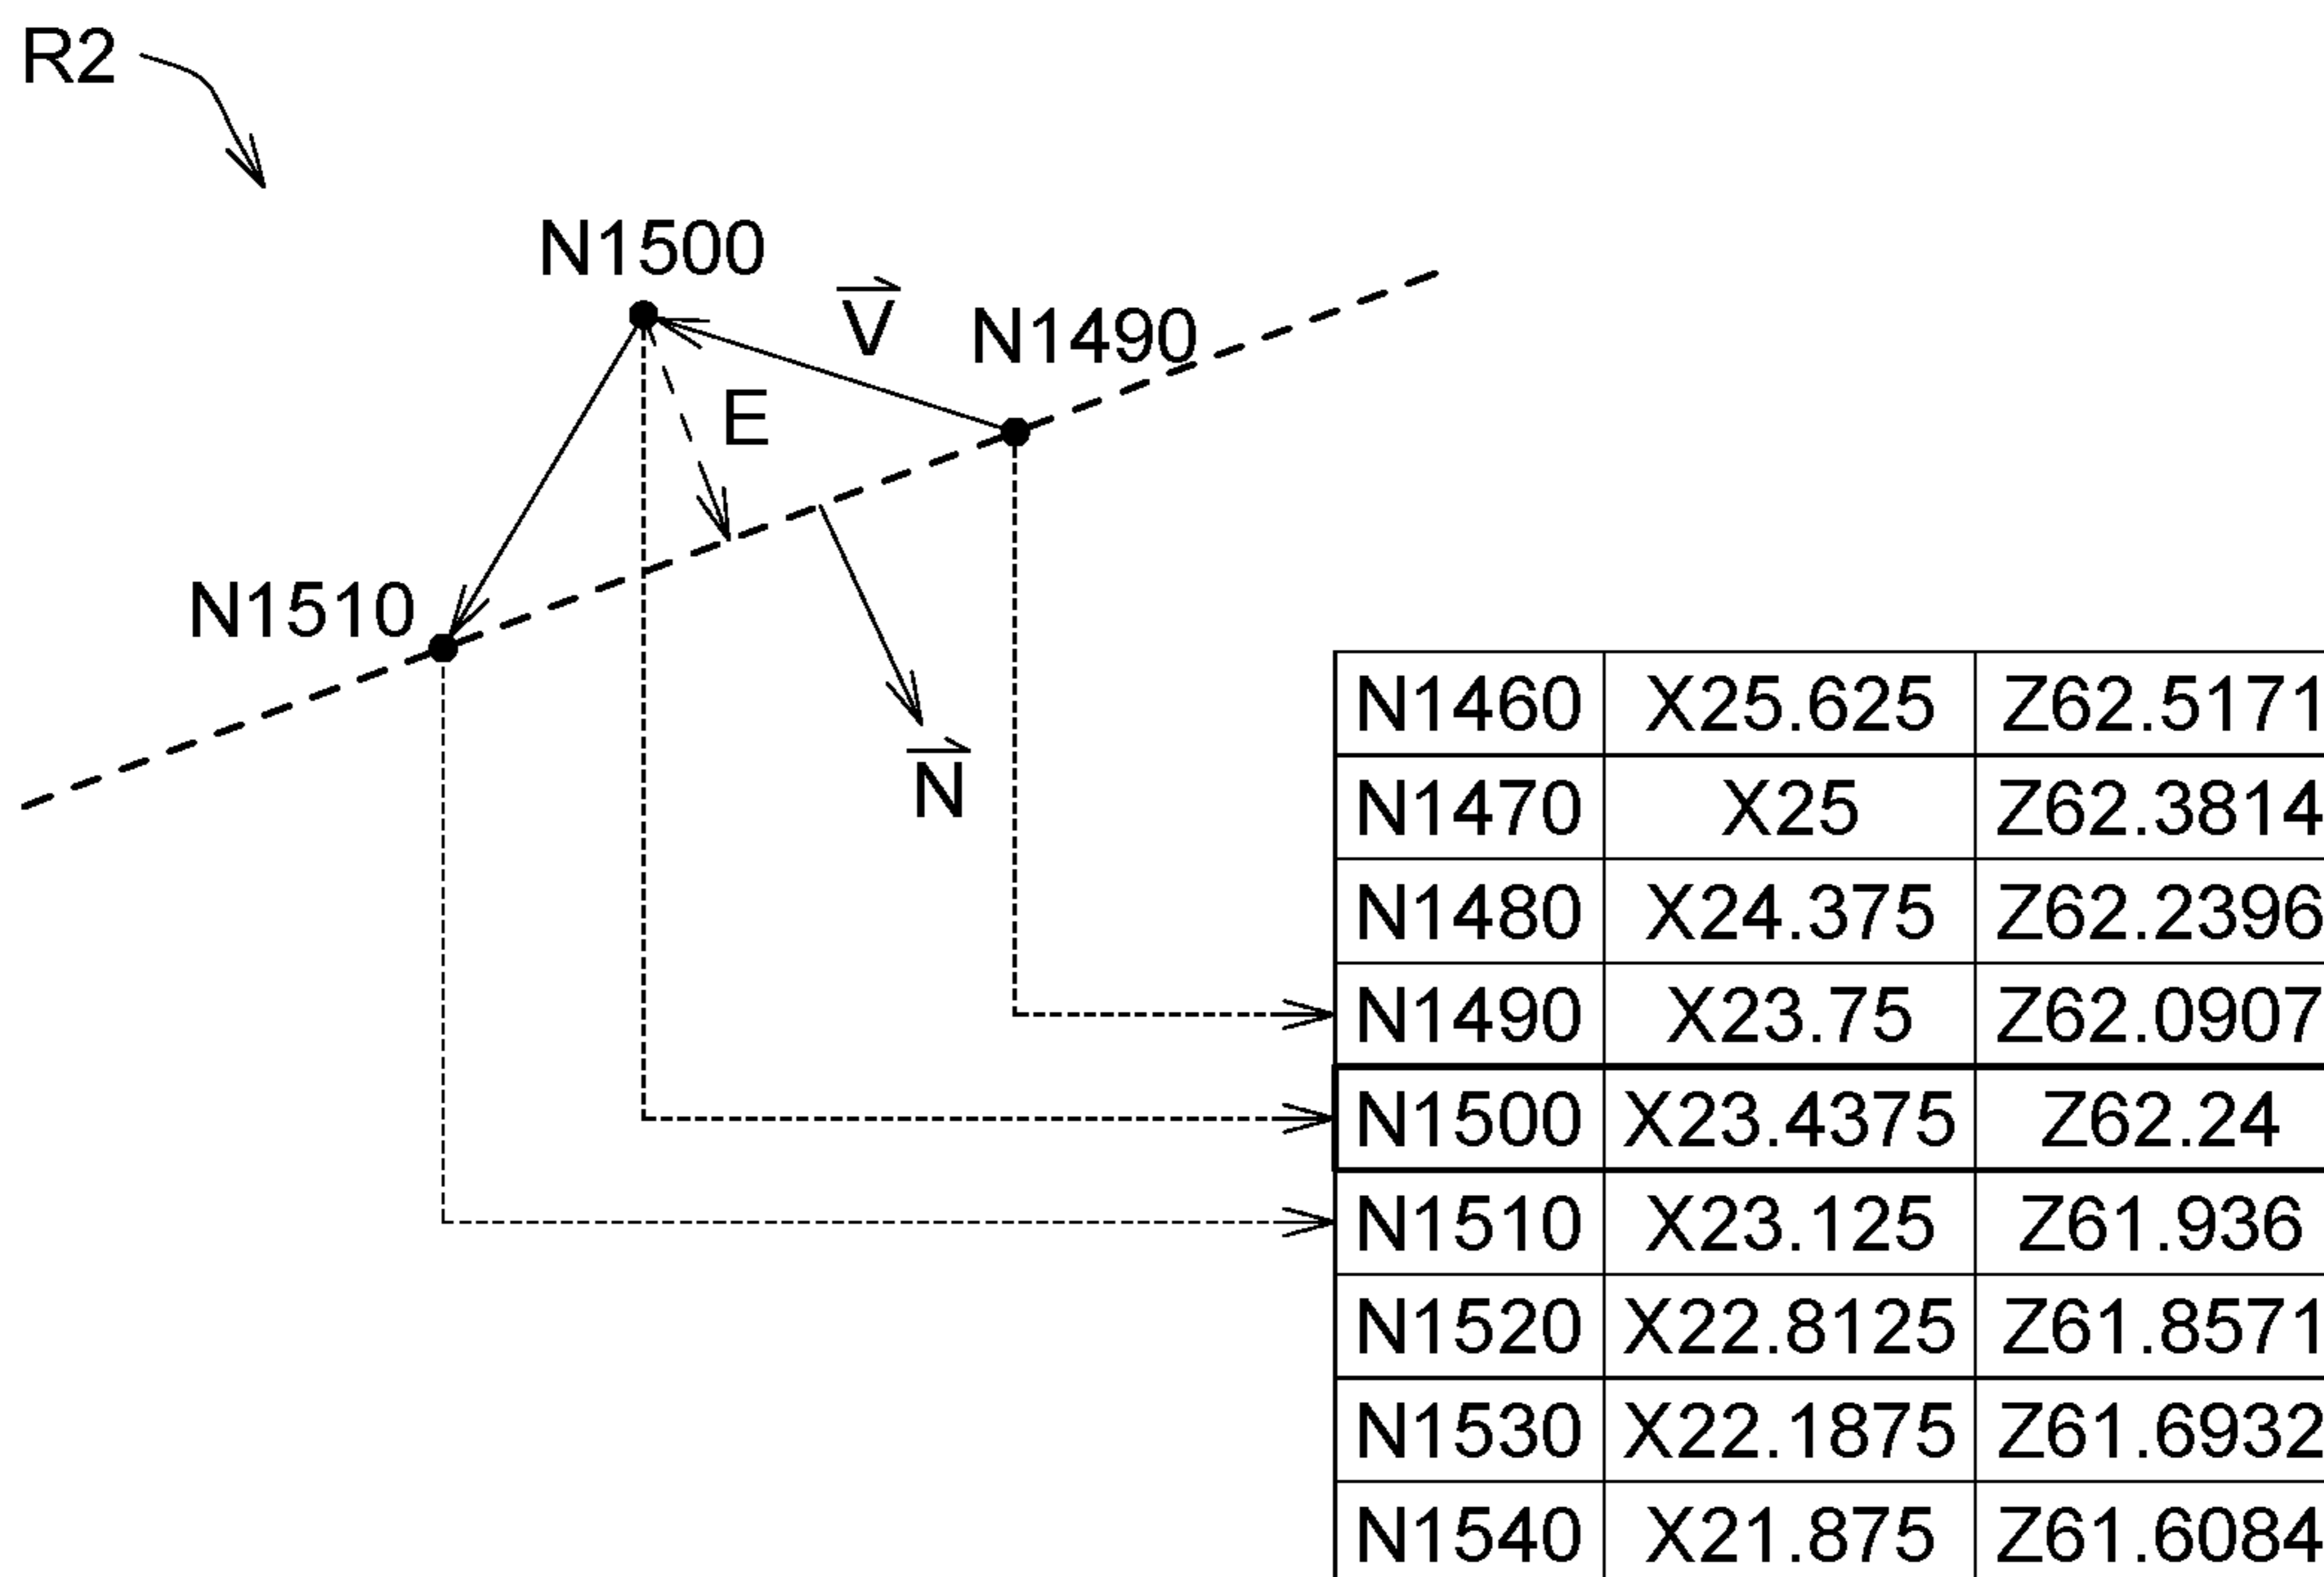 R2
N1500
V
N1490
E
N1510
N
N1460 X25.625 Z62.5171
N1470 X25 Z62.3814
N1480 X24.375 Z62.2396
N1490 X23.75 Z62.0907
N1500 X23.4375 Z62.24
N1510 X23.125 Z61.936
N1520 X22.8125 Z61.8571
N1530 X22.1875 Z61.6932
N1540 X21.875 Z61.6084